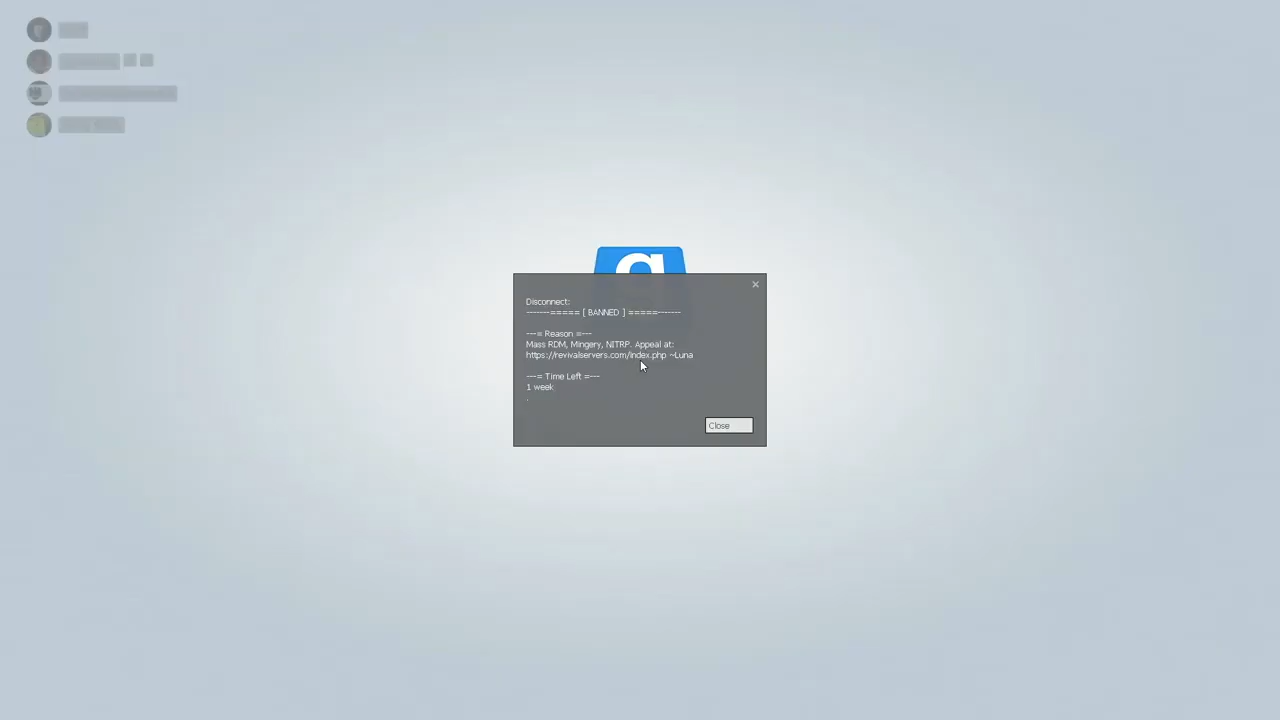 g
Disconnect:
-------===== [ BANNED ] =====-------
---= Reason =---
Mass RDM, Mingery, NITRP. Appeal at:
https://revivalservers.com/index.php ~Luna
---= Time Left =---
1 week
.
Close